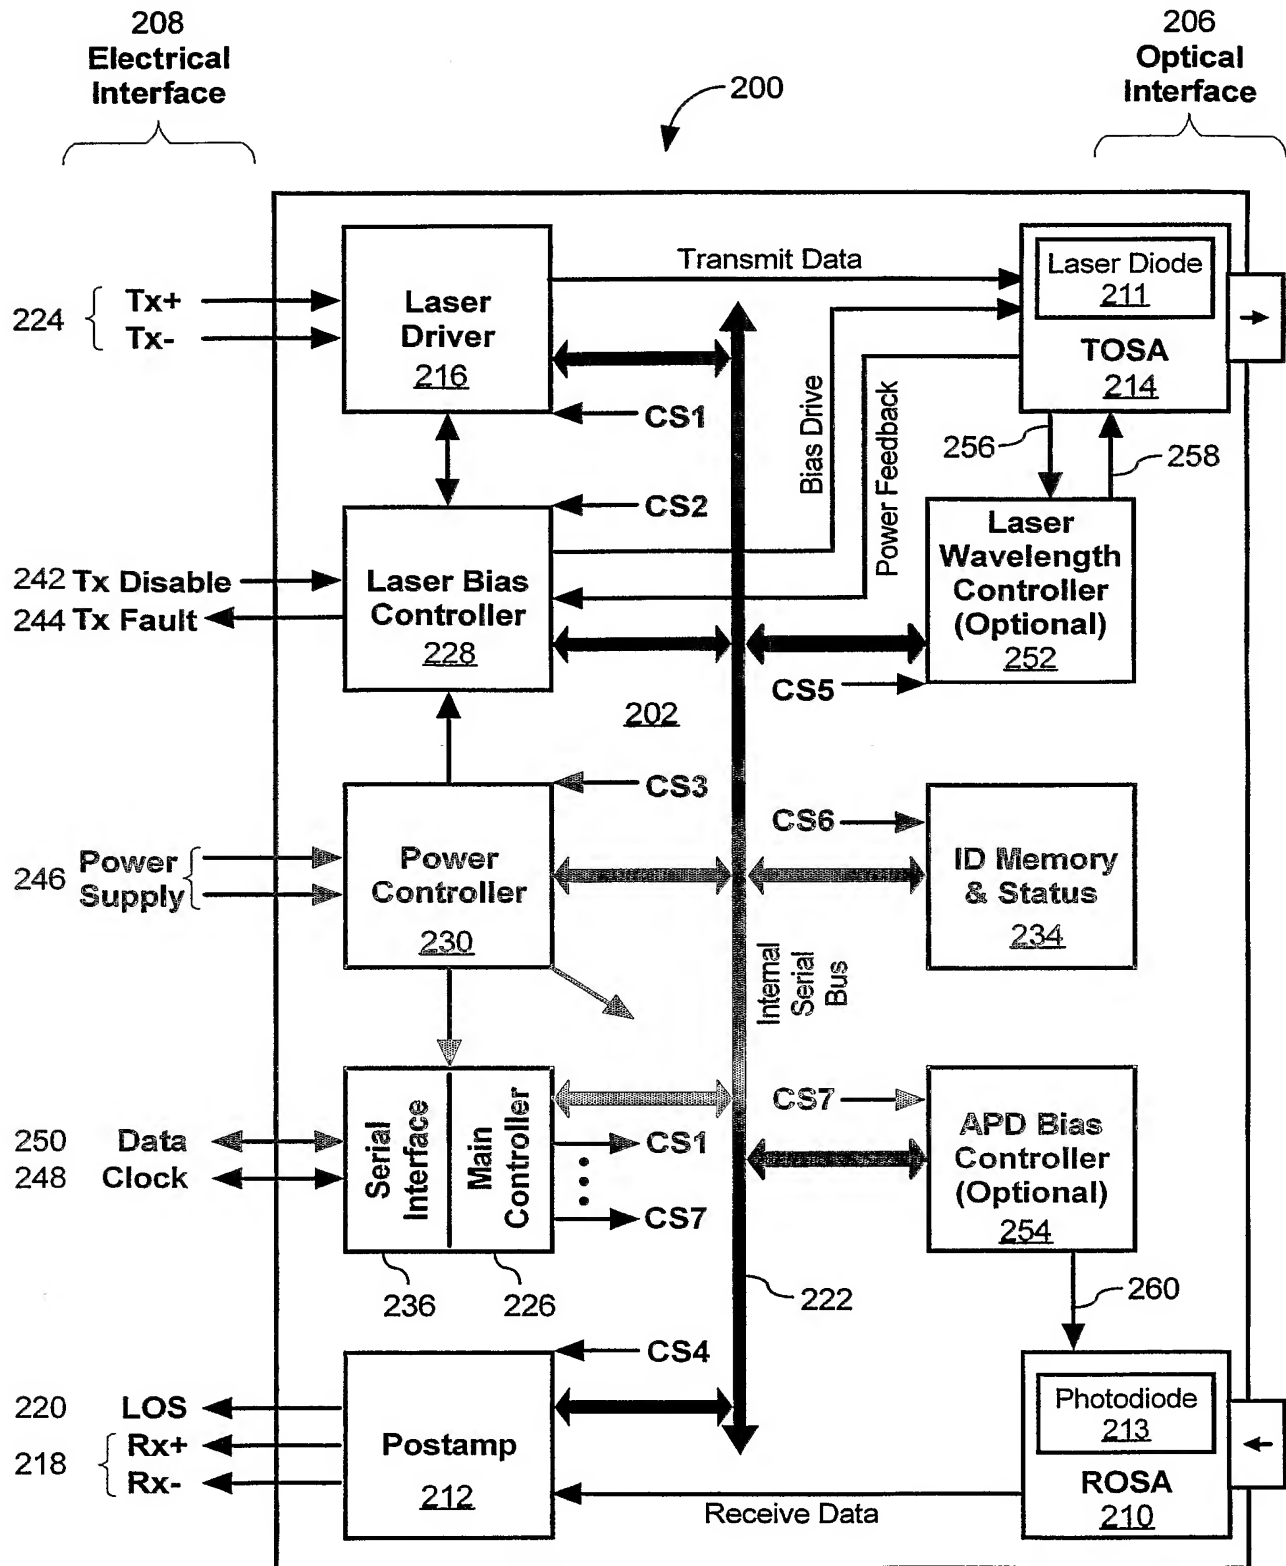 208
Electrical
Interface
206
Optical
Interface
200
224
Tx+
Tx-
Laser
Driver
216
Transmit Data
Laser Diode
211
TOSA
214
CS1
Bias Drive
Power Feedback
256
258
CS2
242 Tx Disable
244 Tx Fault
Laser Bias
Controller
228
Laser
Wavelength
Controller
(Optional)
252
CS5
202
CS3
246
Power
Supply
Power
Controller
230
CS6
ID Memory
& Status
234
Internal
Serial
Bus
250 Data
248 Clock
Serial
Interface
Main
Controller
236
226
CS1
CS7
CS7
APD Bias
Controller
(Optional)
254
222
260
CS4
220 LOS
218
Rx+
Rx-
Postamp
212
Receive Data
Photodiode
213
ROSA
210